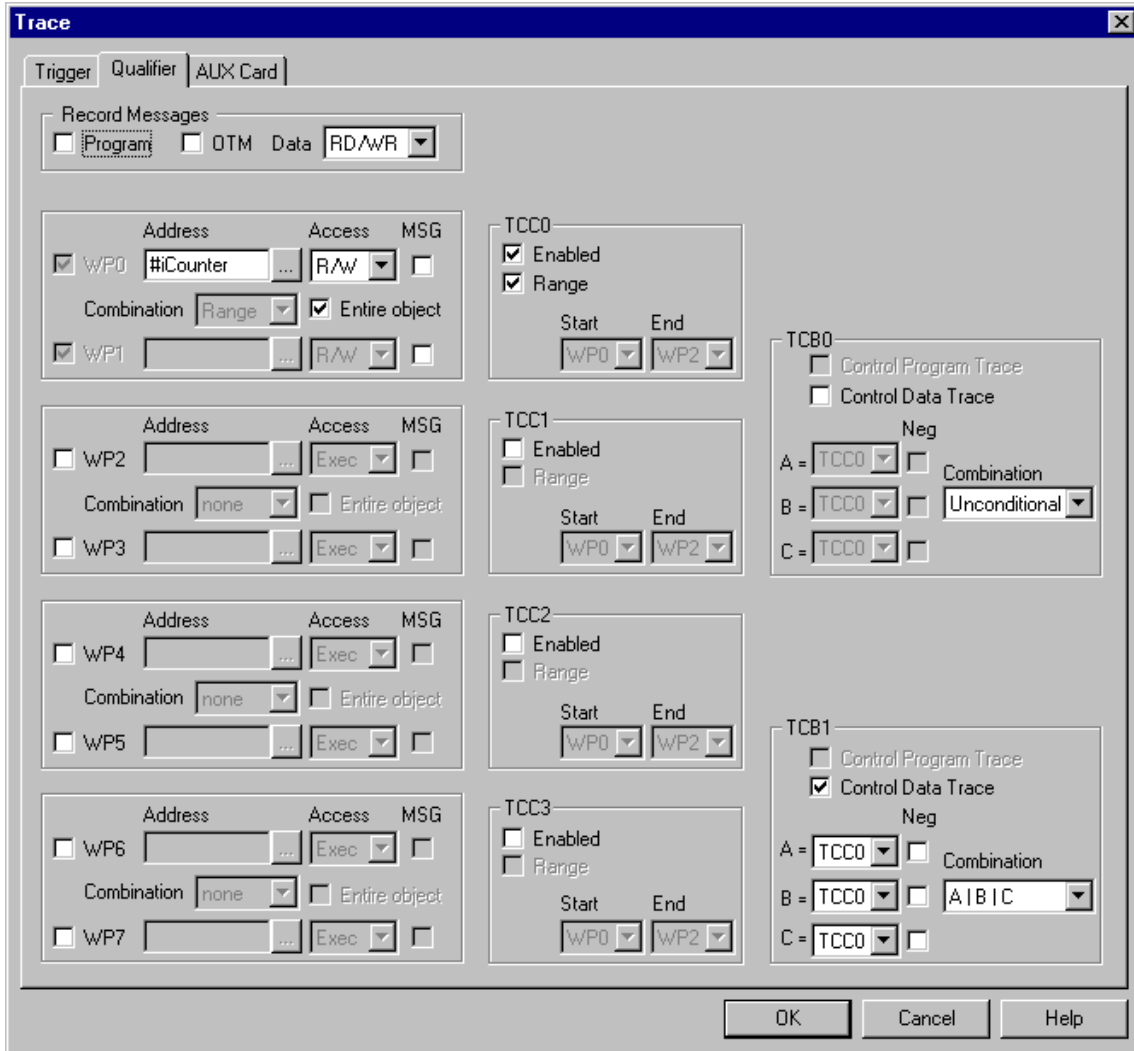 Trace
Trigger Qualifier AUX Card
Record Messages
Program OTM Data RD/WR
Address Access MSG
WP0 #iCounter ... R/W
Combination Range Entire object
WP1 ... R/W
TCC0
Enabled
Range
Start End
WP0 WP2
Address Access MSG
WP2 ... Exec
Combination none Entire object
WP3 ... Exec
TCC1
Enabled
Range
Start End
WP0 WP2
TCB0
Control Program Trace
Control Data Trace
Neg
A = TCC0
Combination
B = TCC0 Unconditional
C = TCC0
Address Access MSG
WP4 ... Exec
Combination none Entire object
WP5 ... Exec
TCC2
Enabled
Range
Start End
WP0 WP2
Address Access MSG
WP6 ... Exec
Combination none Entire object
WP7 ... Exec
TCC3
Enabled
Range
Start End
WP0 WP2
TCB1
Control Program Trace
Control Data Trace
Neg
A = TCC0
Combination
B = TCC0 A | B | C
C = TCC0
OK Cancel Help